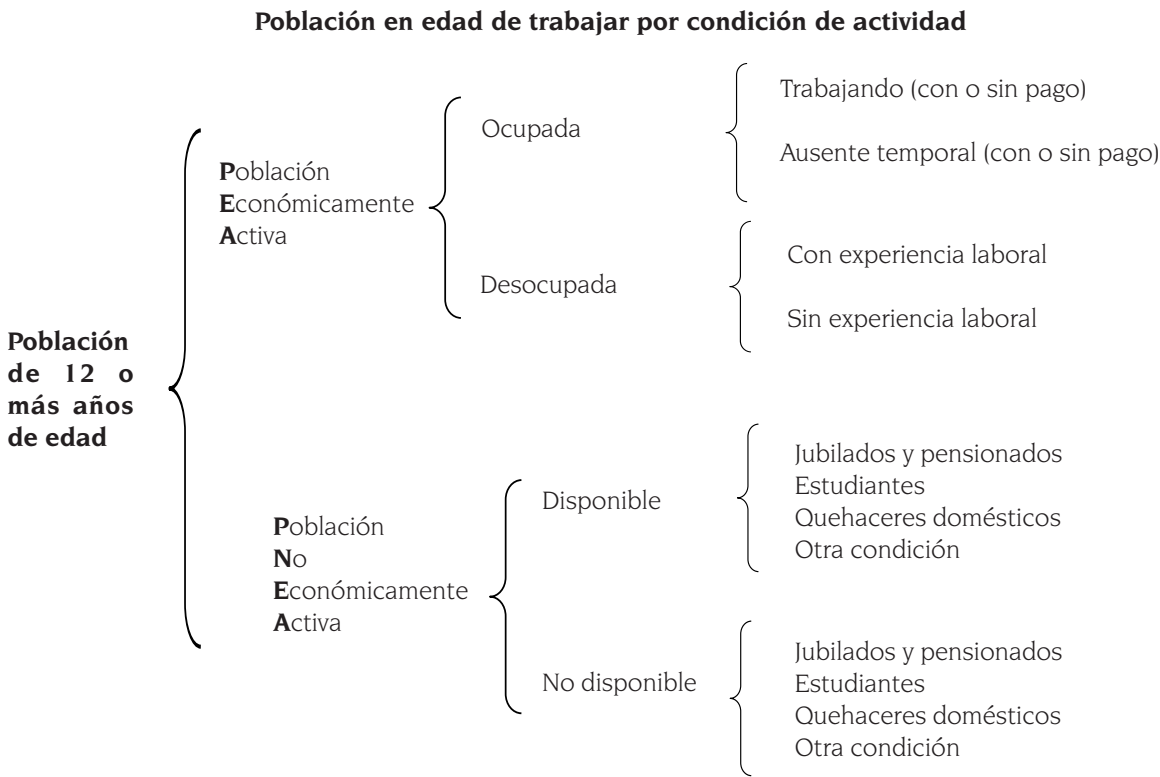 Población en edad de trabajar por condición de actividad
Población
de 12 o
más años
de edad
Población
Económicamente
Activa
Ocupada
Trabajando (con o sin pago)
Ausente temporal (con o sin pago)
Desocupada
Con experiencia laboral
Sin experiencia laboral
Población
No
Económicamente
Activa
Disponible
Jubilados y pensionados
Estudiantes
Quehaceres domésticos
Otra condición
No disponible
Jubilados y pensionados
Estudiantes
Quehaceres domésticos
Otra condición